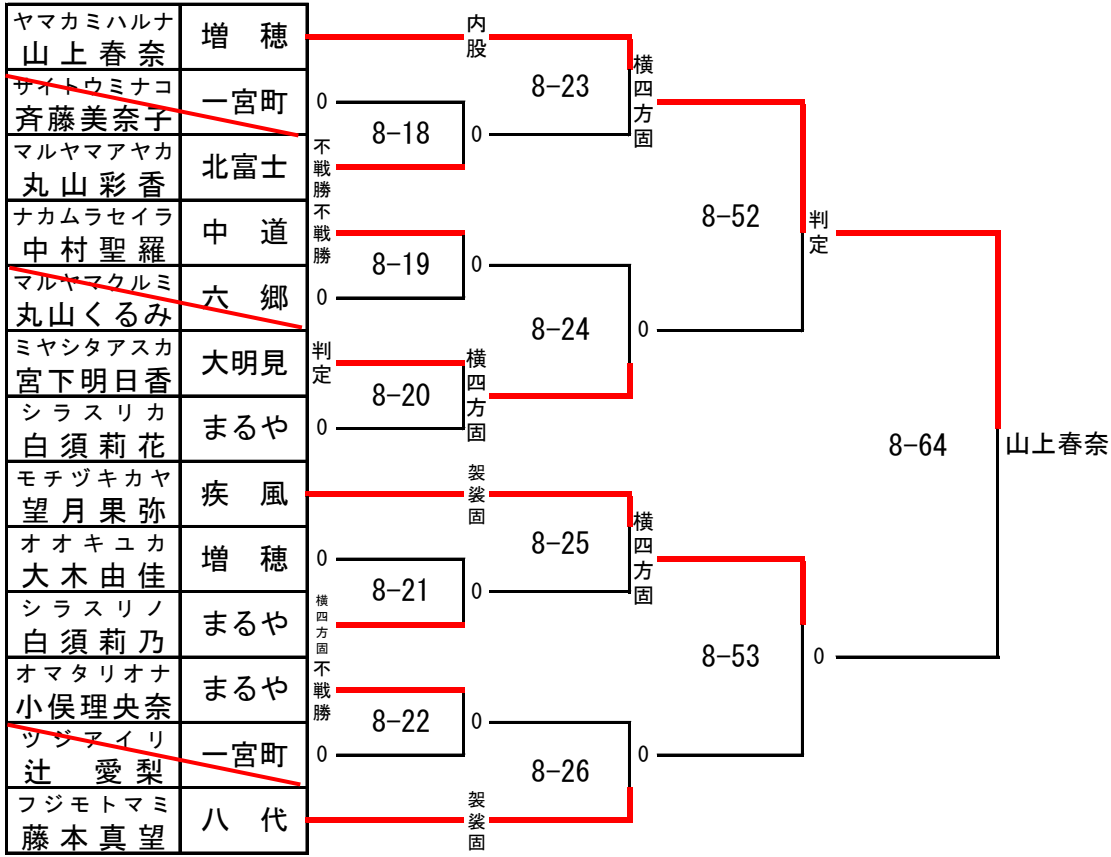 ヤマカミハルナ
山上春奈 増穂
サイトウミナコ
斉藤美奈子 一宮町
マルヤマアヤカ
丸山彩香 北富士
ナカムラセイラ
中村聖羅 中道
マルヤマクルミ
丸山くるみ 六郷
ミヤシタアスカ
宮下明日香 大明見
シラスリカ
白須莉花 まるや
モチヅキカヤ
望月果弥 疾風
オオキユカ
大木由佳 増穂
シラスリノ
白須莉乃 まるや
オマタリオナ
小俣理央奈 まるや
ツジアイリ
辻愛梨 一宮町
フジモトマミ
藤本真望 八代
0
8-18
不戦勝
不戦勝
8-19
0
判定
8-20
0
0
8-21
横四方固
不戦勝
8-22
0
内股
8-23
0
0
8-24
横四方固
袈裟固
8-25
0
0
8-26
袈裟固
横四方固
8-52
0
横四方固
8-53
0
判定
8-64
0
山上春奈